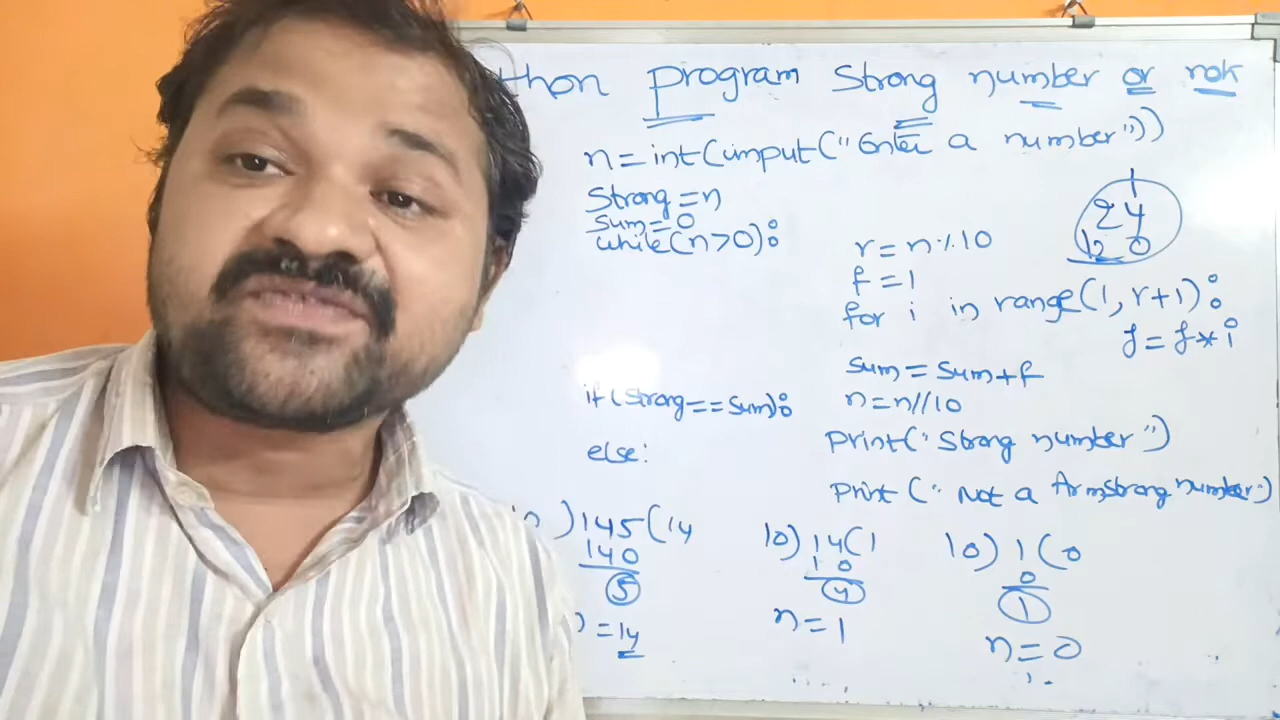 thon program Strong number or not
n=int(input("Enter a number"))
Strong=n
sum=0
while(n>0):
r=n%10
f=1
for i in range(1,r+1):
f=f*i
sum=sum+f
n=n//10
if(strong==sum):
print("Strong number")
else:
print("Not a Armstrong number")
1
24
120
)145(14
140
5
=14
10)14(1
10
4
n=1
10)1(0
0
1
n=0